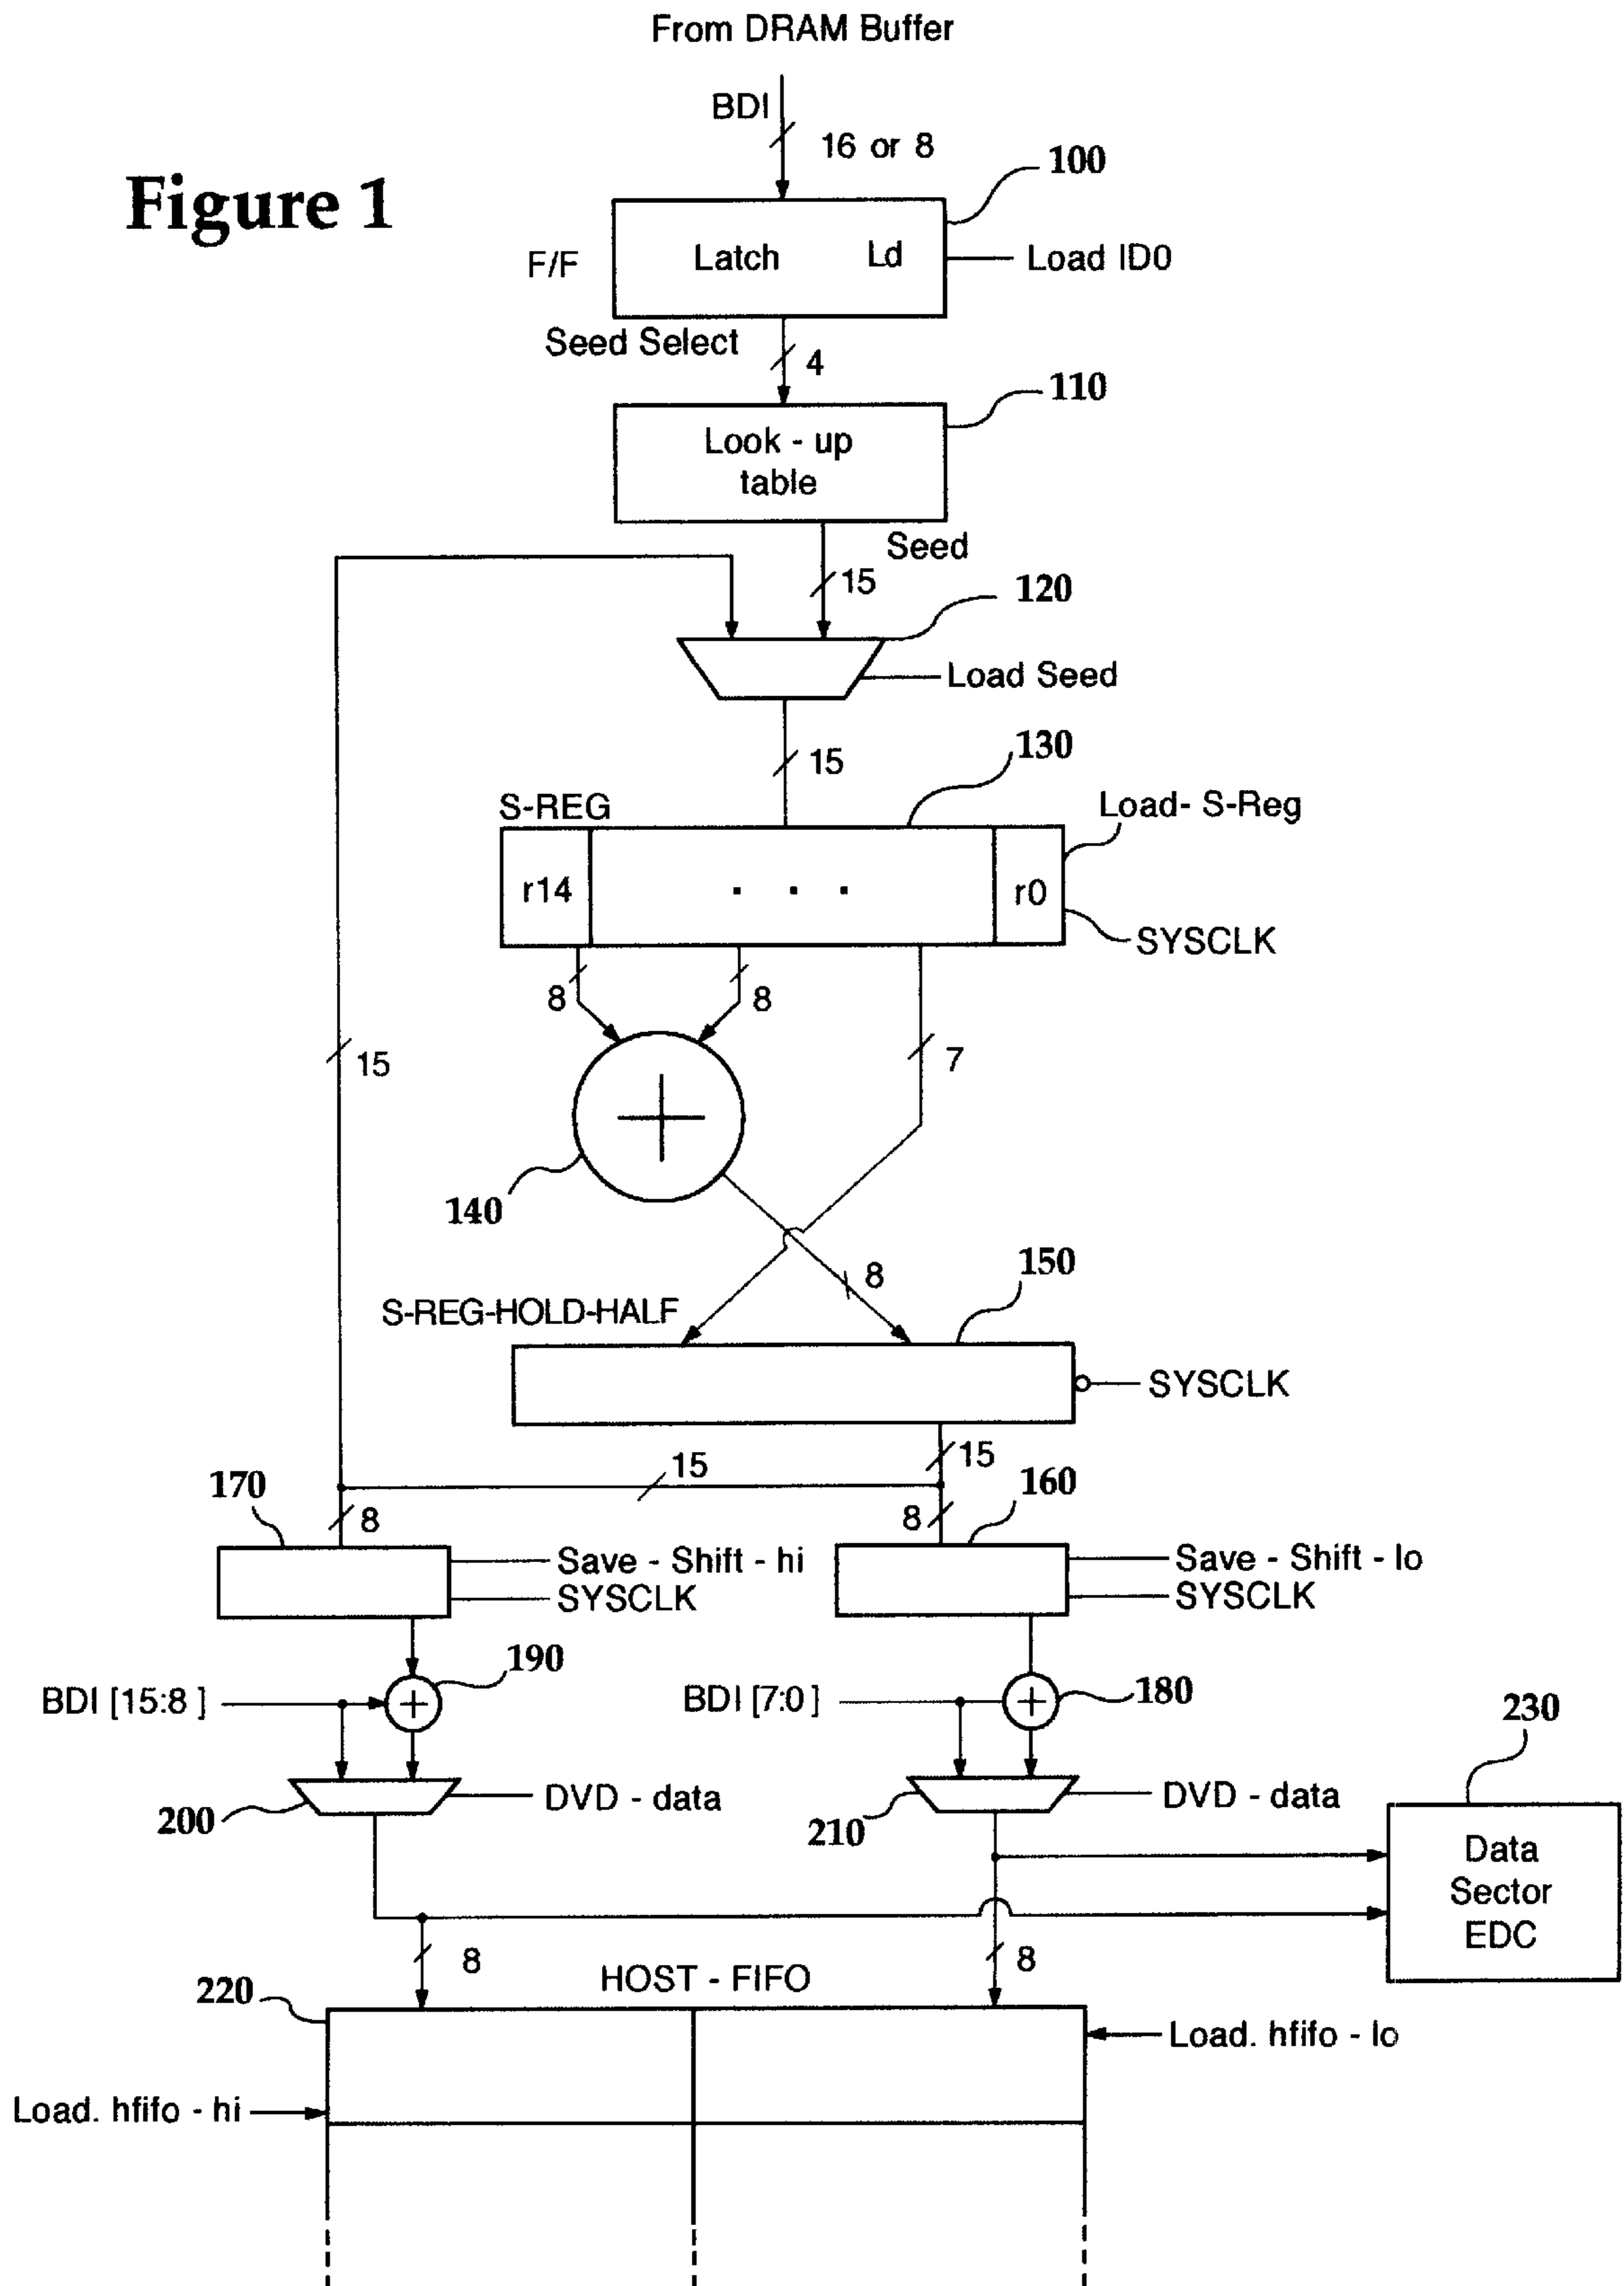 From DRAM Buffer
BDI
16 or 8
100
Figure 1
F/F
Latch Ld
Load ID0
Seed Select
4
110
Look - up
table
Seed
15
120
Load Seed
15
130
S-REG
Load- S-Reg
r14 . . . r0
SYSCLK
8
8
7
15
140
8
150
S-REG-HOLD-HALF
SYSCLK
15
15
170
160
8
8
Save - Shift - hi
SYSCLK
Save - Shift - lo
SYSCLK
190
BDI [15:8 ]
+
BDI [7:0 ]
+
180
230
200
DVD - data
210
DVD - data
Data
Sector
EDC
8
8
HOST - FIFO
220
Load. hfifo - lo
Load. hfifo - hi